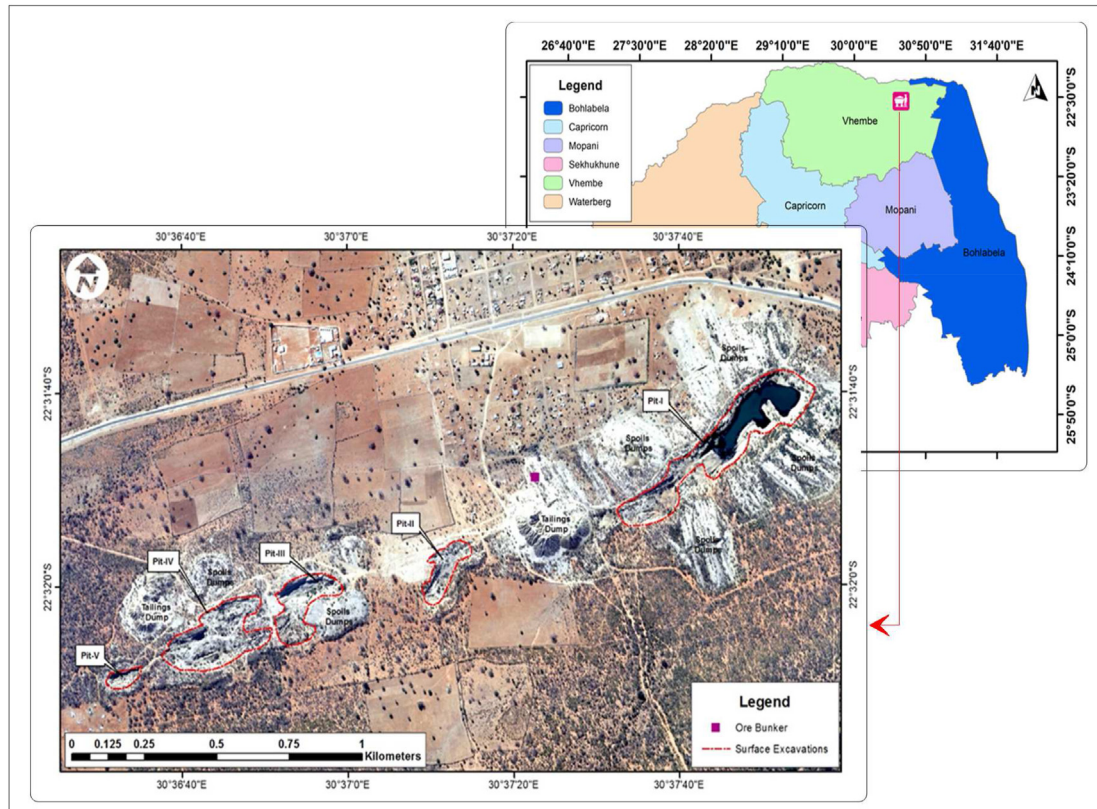 26°40'0"E 27°30'0"E 28°20'0"E 29°10'0"E 30°0'0"E 30°50'0"E 31°40'0"E
Legend
Bohlabela
Capricorn
Mopani
Sekhukhune
Vhembe
Waterberg
Vhembe
Capricorn
Mopani
Bohlabela
22°30'0"S
23°20'0"S
24°10'0"S
25°0'0"S
25°50'0"S
30°36'40"E 30°37'0"E 30°37'20"E 30°37'40"E
N
22°31'40"S
22°32'0"S
22°31'40"S
22°32'0"S
Spoils
Dumps
Pit-I
Spoils
Dumps
Spoils
Dumps
Tailings
Dump
Spoils
Dumps
Pit-II
Pit-III
Pit-IV
Spoils
Dumps
Tailings
Dump
Spoils
Dumps
Pit-V
Legend
Ore Bunker
Surface Excavations
0 0.125 0.25 0.5 0.75 1
Kilometers
30°36'40"E 30°37'0"E 30°37'20"E 30°37'40"E